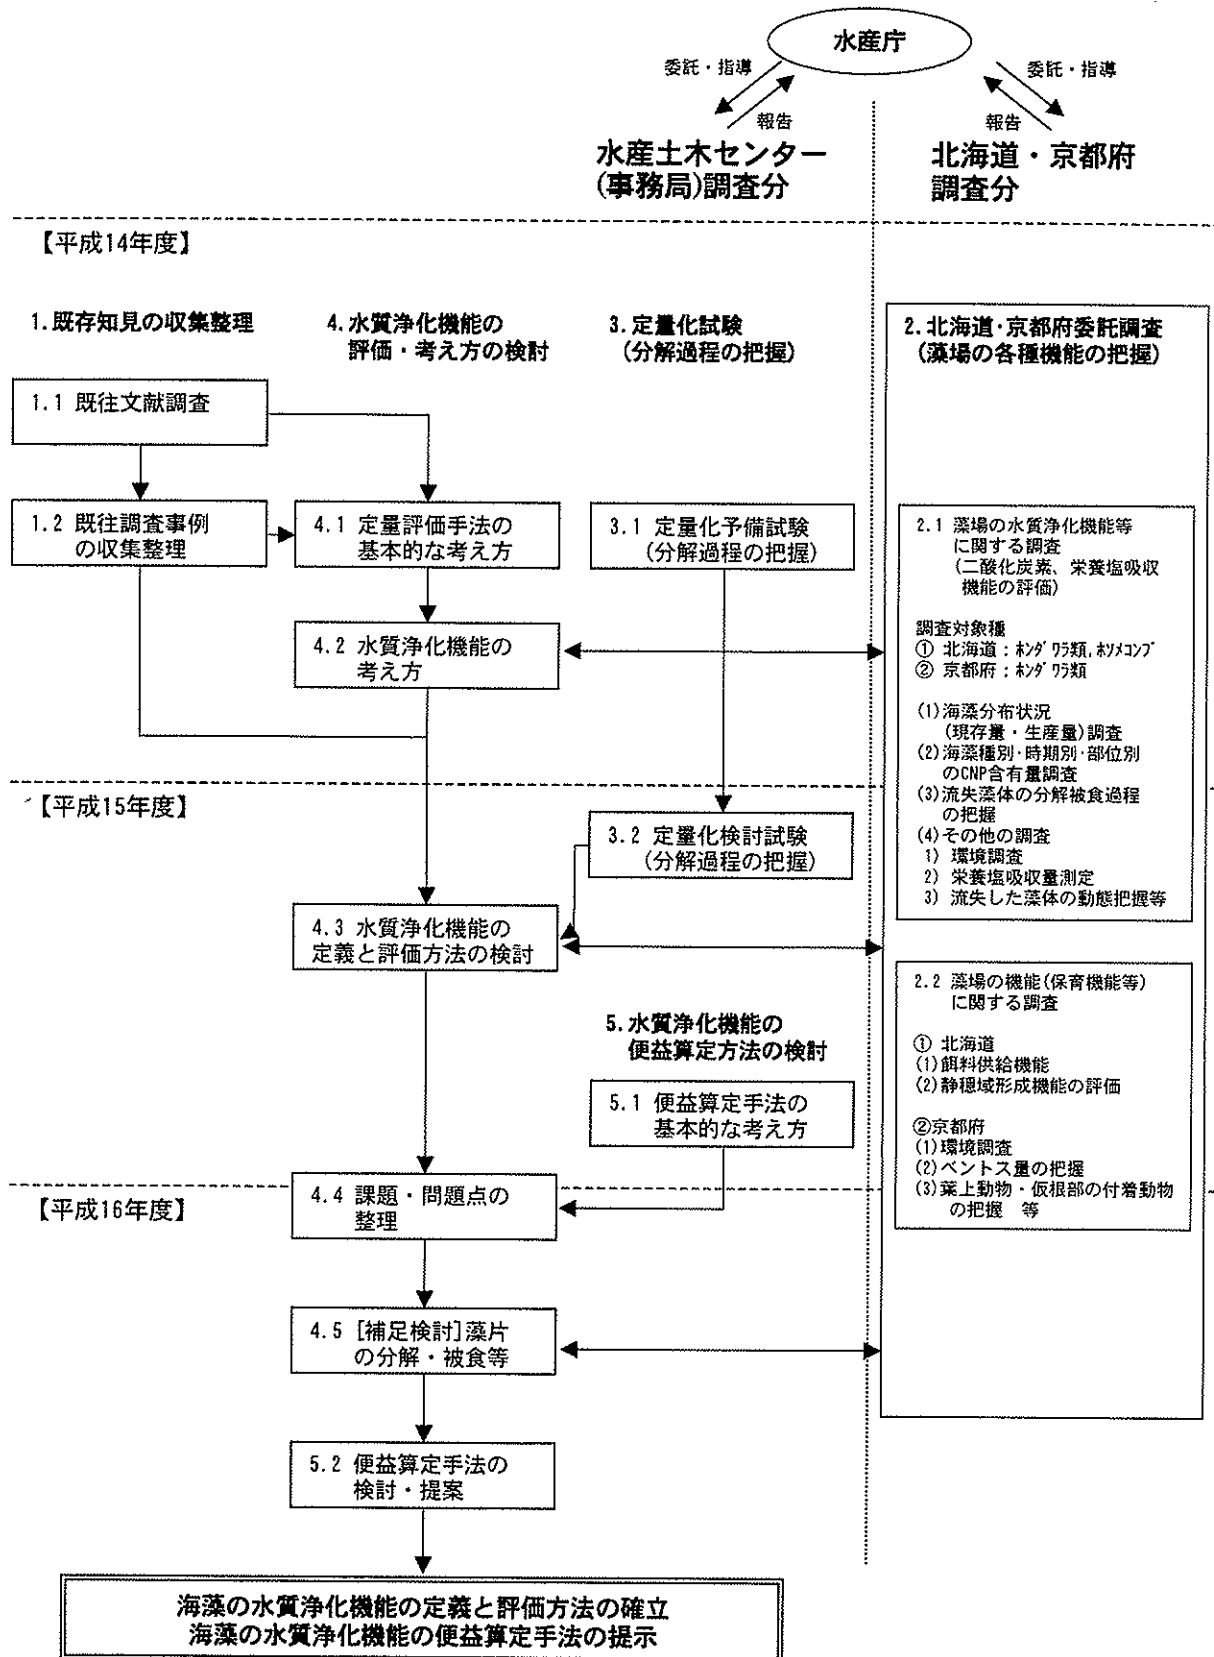 水産庁
委託・指導
委託・指導
報告
報告
水産土木センター
(事務局)調査分
北海道・京都府
調査分
【平成14年度】
1.既存知見の収集整理
4.水質浄化機能の
評価・考え方の検討
3.定量化試験
(分解過程の把握)
2.北海道・京都府委託調査
(藻場の各種機能の把握)
1.1 既往文献調査
1.2 既往調査事例
の収集整理
4.1 定量評価手法の
基本的な考え方
3.1 定量化予備試験
(分解過程の把握)
4.2 水質浄化機能の
考え方
2.1 藻場の水質浄化機能等
に関する調査
(二酸化炭素、栄養塩吸収
機能の評価)
調査対象種
① 北海道：ﾎﾝﾀﾞﾜﾗ類,ﾎｿﾒｺﾝﾌﾞ
② 京都府：ﾎﾝﾀﾞﾜﾗ類
(1)海藻分布状況
(現存量・生産量)調査
(2)海藻種別･時期別･部位別
のCNP含有量調査
(3)流失藻体の分解被食過程
の把握
(4)その他の調査
1) 環境調査
2) 栄養塩吸収量測定
3) 流失した藻体の動態把握等
【平成15年度】
3.2 定量化検討試験
(分解過程の把握)
4.3 水質浄化機能の
定義と評価方法の検討
5.水質浄化機能の
便益算定方法の検討
5.1 便益算定手法の
基本的な考え方
2.2 藻場の機能(保育機能等)
に関する調査
① 北海道
(1)餌料供給機能
(2)静穏域形成機能の評価
②京都府
(1)環境調査
(2)ベントス量の把握
(3)葉上動物・仮根部の付着動物
の把握 等
【平成16年度】
4.4 課題・問題点の
整理
4.5 [補足検討]藻片
の分解・被食等
5.2 便益算定手法の
検討・提案
海藻の水質浄化機能の定義と評価方法の確立
海藻の水質浄化機能の便益算定手法の提示